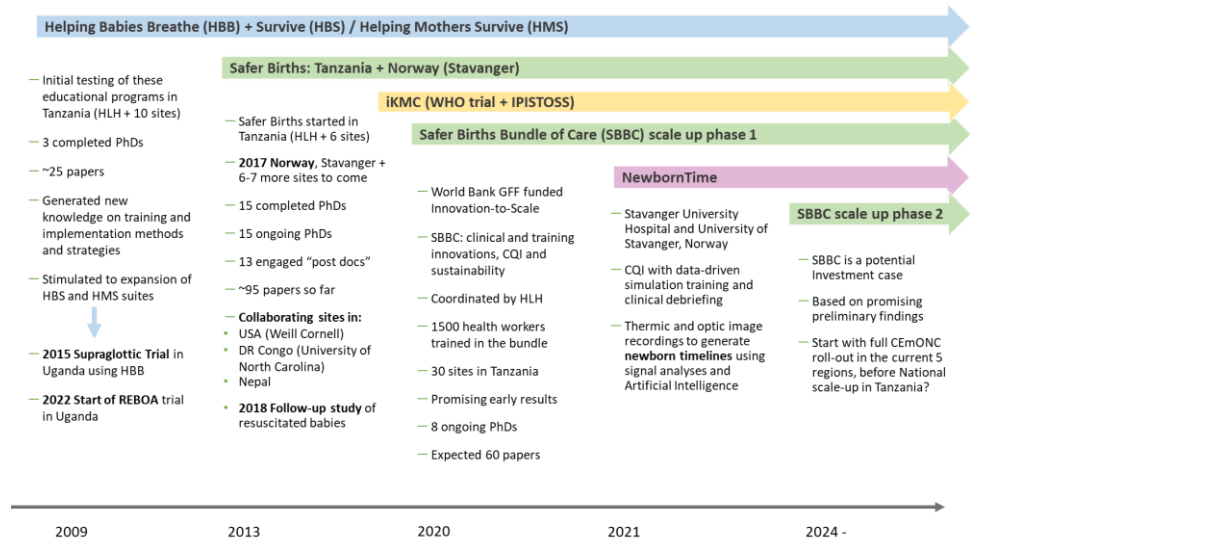 Helping Babies Breathe (HBB) + Survive (HBS) / Helping Mothers Survive (HMS)
Safer Births: Tanzania + Norway (Stavanger)
iKMC (WHO trial + IPISTOSS)
Safer Births Bundle of Care (SBBC) scale up phase 1
NewbornTime
SBBC scale up phase 2
— Initial testing of these
educational programs in
Tanzania (HLH + 10 sites)
— 3 completed PhDs
— ~25 papers
— Generated new
knowledge on training and
implementation methods
and strategies
— Stimulated to expansion of
HBS and HMS suites
— 2015 Supraglottic Trial in
Uganda using HBB
— 2022 Start of REBOA trial
in Uganda
— Safer Births started in
Tanzania (HLH + 6 sites)
— 2017 Norway, Stavanger +
6-7 more sites to come
— 15 completed PhDs
— 15 ongoing PhDs
— 13 engaged “post docs”
— ~95 papers so far
— Collaborating sites in:
• USA (Weill Cornell)
• DR Congo (University of
North Carolina)
• Nepal
• 2018 Follow-up study of
resuscitated babies
— World Bank GFF funded
Innovation-to-Scale
— SBBC: clinical and training
innovations, CQI and
sustainability
— Coordinated by HLH
— 1500 health workers
trained in the bundle
— 30 sites in Tanzania
— Promising early results
— 8 ongoing PhDs
— Expected 60 papers
— Stavanger University
Hospital and University of
Stavanger, Norway
— CQI with data-driven
simulation training and
clinical debriefing
— Thermic and optic image
recordings to generate
newborn timelines using
signal analyses and
Artificial Intelligence
— SBBC is a potential
Investment case
— Based on promising
preliminary findings
— Start with full CEmONC
roll-out in the current 5
regions, before National
scale-up in Tanzania?
2009
2013
2020
2021
2024 -